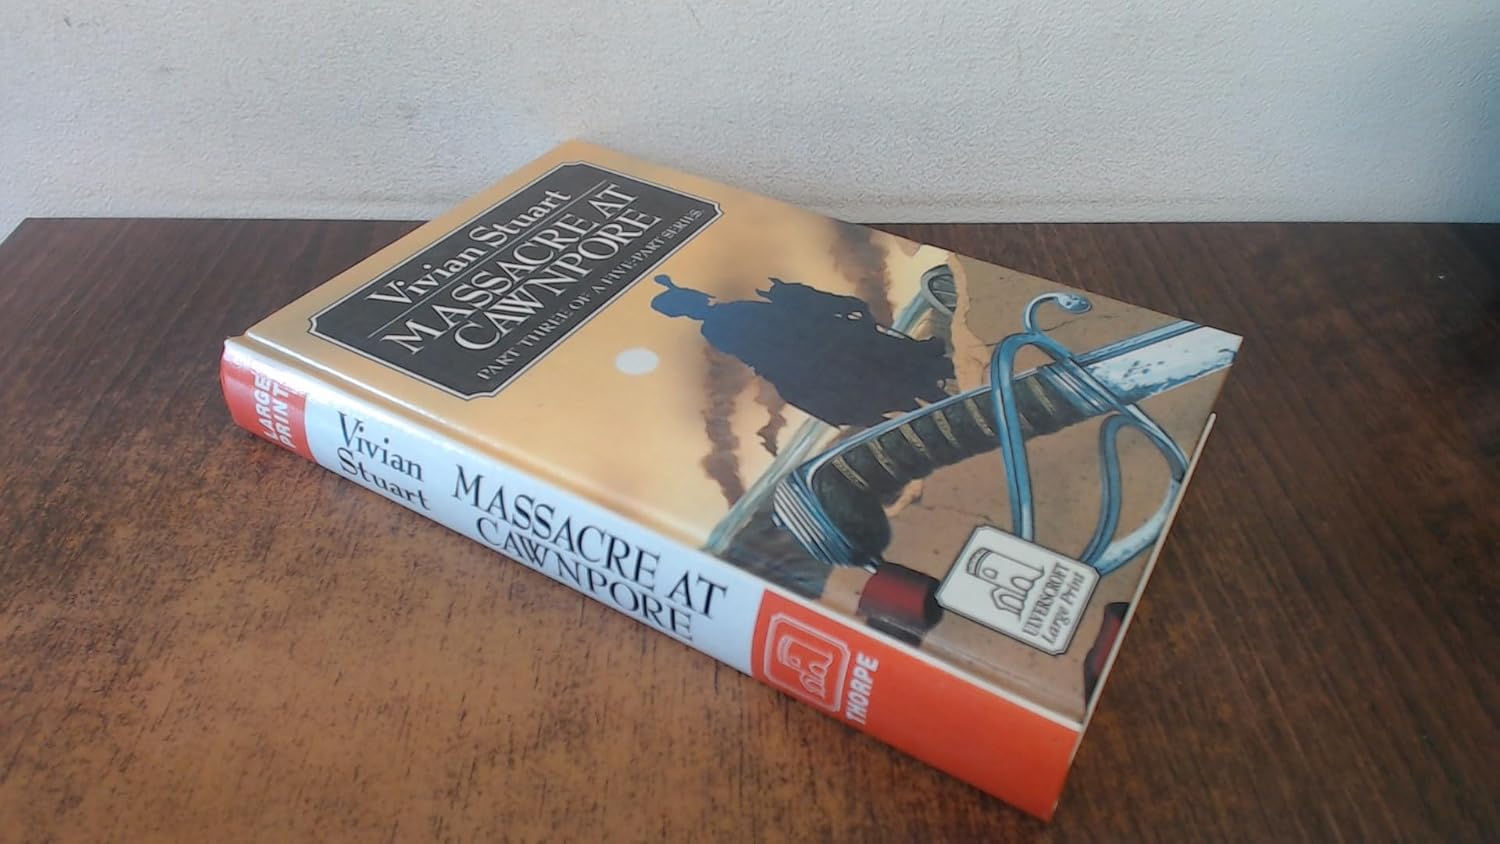 Vivian Stuart
MASSACRE AT
CAWNPORE
PART THREE OF A FIVE-PART SERIES
ULVERSCROFT
Large Print
LARGE
PRINT
Vivian
Stuart
MASSACRE AT
CAWNPORE
THORPE